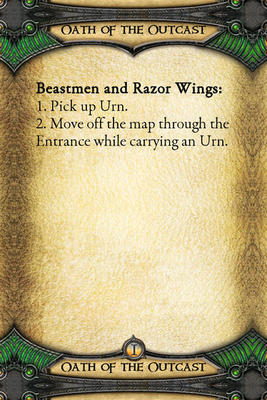 Oath of the Outcast
Beastmen and Razor Wings:
1. Pick up Urn.
2. Move off the map through the
Entrance while carrying an Urn.
1
Oath of the Outcast